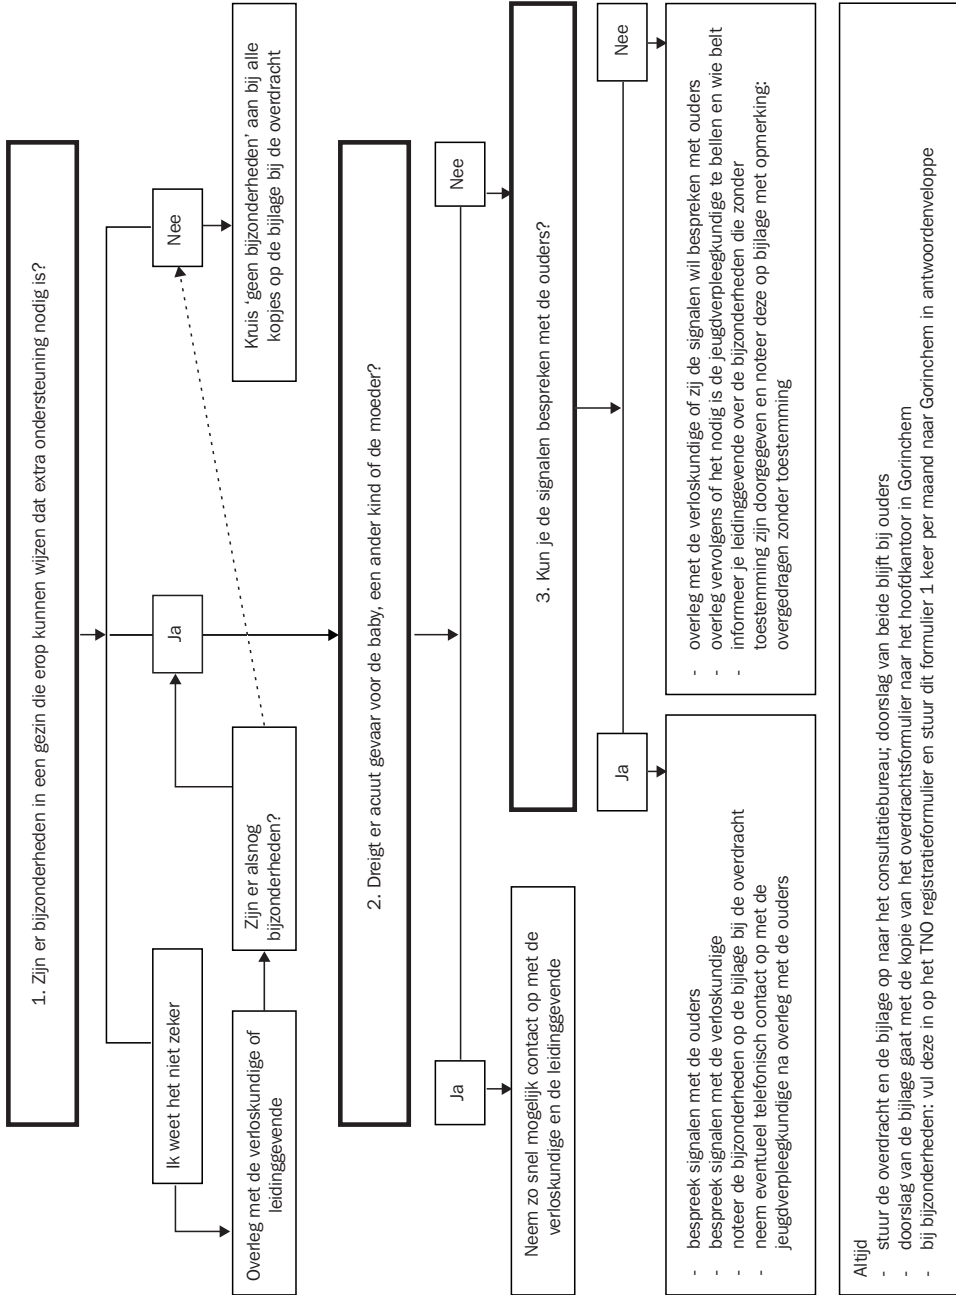 1. Zijn er bijzonderheden in een gezin die erop kunnen wijzen dat extra ondersteuning nodig is?
Ik weet het niet zeker
Ja
Nee
Overleg met de verloskundige of
leidinggevende
Zijn er alsnog
bijzonderheden?
Kruis ‘geen bijzonderheden’ aan bij alle
kopjes op de bijlage bij de overdracht
2. Dreigt er acuut gevaar voor de baby, een ander kind of de moeder?
Ja
Nee
Neem zo snel mogelijk contact op met de
verloskundige en de leidinggevende
3. Kun je de signalen bespreken met de ouders?
Ja
Nee
- bespreek signalen met de ouders
- bespreek signalen met de verloskundige
- noteer de bijzonderheden op de bijlage bij de overdracht
- neem eventueel telefonisch contact op met de
jeugdverpleegkundige na overleg met de ouders
- overleg met de verloskundige of zij de signalen wil bespreken met ouders
- overleg vervolgens of het nodig is de jeugdverpleegkundige te bellen en wie belt
- informeer je leidinggevende over de bijzonderheden die zonder
toestemming zijn doorgegeven en noteer deze op bijlage met opmerking:
overgedragen zonder toestemming
Altijd
- stuur de overdracht en de bijlage op naar het consultatiebureau; doorslag van beide blijft bij ouders
- doorslag van de bijlage gaat met de kopie van het overdrachtsformulier naar het hoofdkantoor in Gorinchem
- bij bijzonderheden: vul deze in op het TNO registratieformulier en stuur dit formulier 1 keer per maand naar Gorinchem in antwoordenveloppe